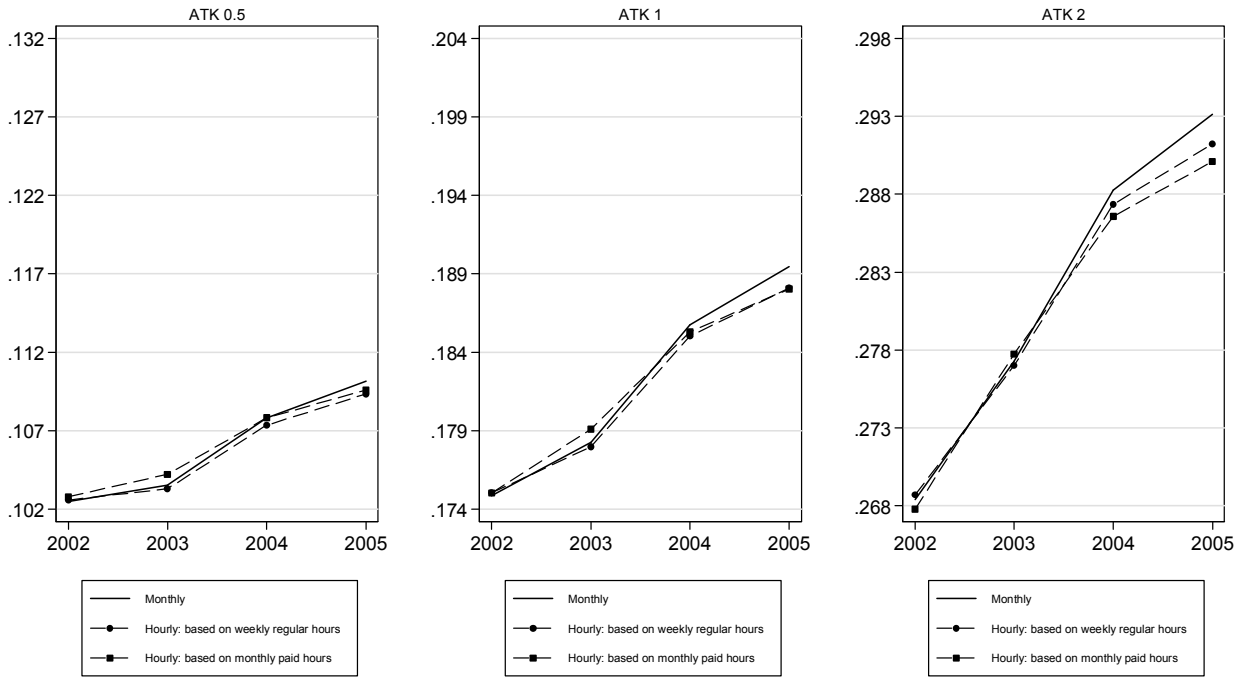 ATK 0.5
.132
.127
.122
.117
.112
.107
.102
2002 2003 2004 2005
Monthly
Hourly: based on weekly regular hours
Hourly: based on monthly paid hours
ATK 1
.204
.199
.194
.189
.184
.179
.174
2002 2003 2004 2005
Monthly
Hourly: based on weekly regular hours
Hourly: based on monthly paid hours
ATK 2
.298
.293
.288
.283
.278
.273
.268
2002 2003 2004 2005
Monthly
Hourly: based on weekly regular hours
Hourly: based on monthly paid hours